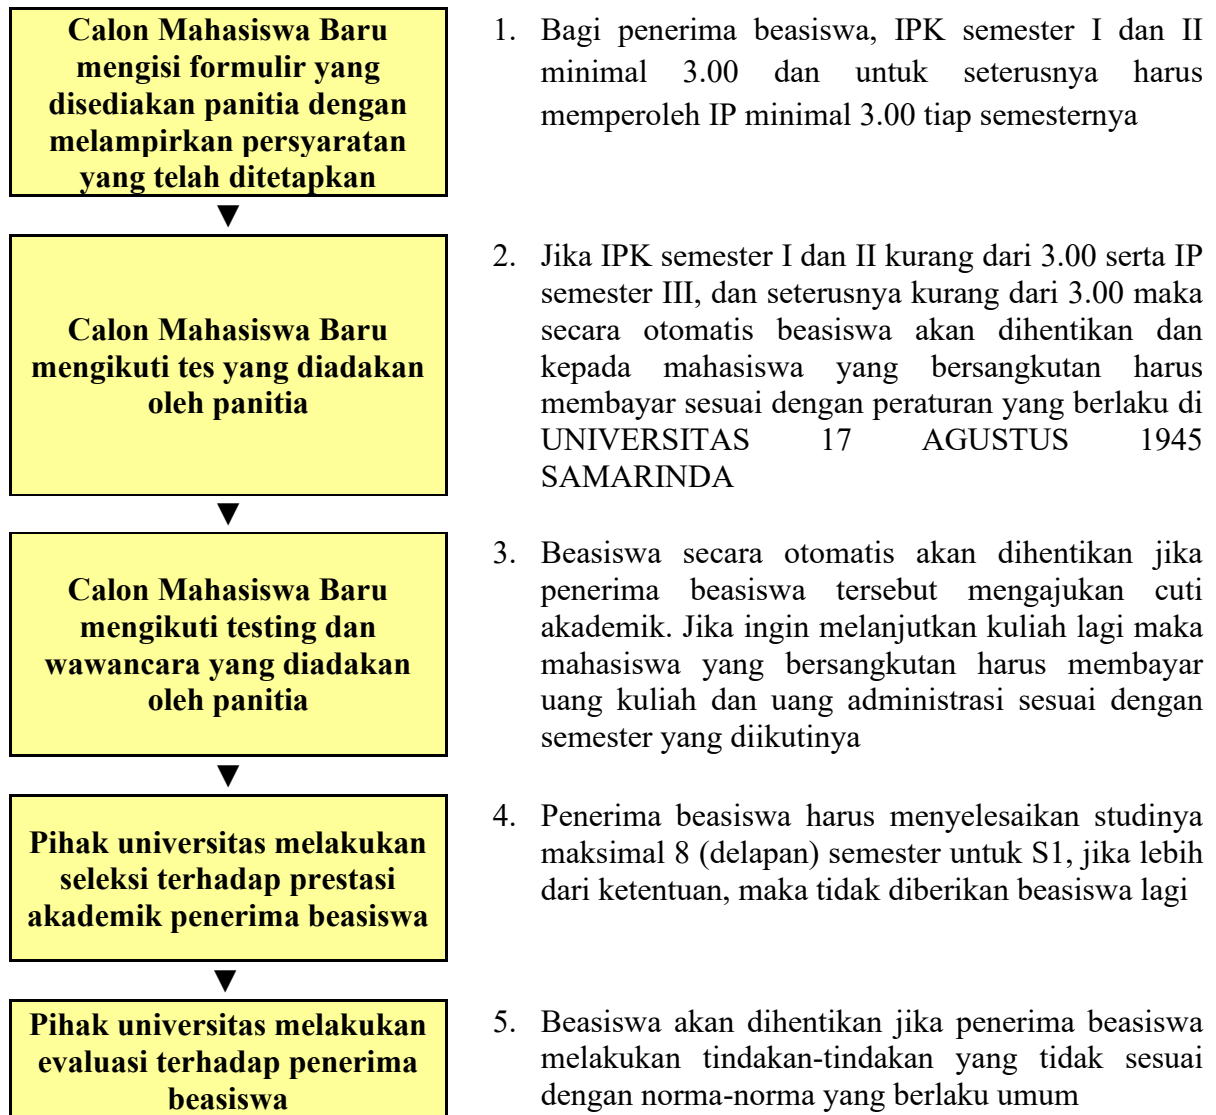 Calon Mahasiswa Baru
mengisi formulir yang
disediakan panitia dengan
melampirkan persyaratan
yang telah ditetapkan
1. Bagi penerima beasiswa, IPK semester I dan II
minimal 3.00 dan untuk seterusnya harus
memperoleh IP minimal 3.00 tiap semesternya
Calon Mahasiswa Baru
mengikuti tes yang diadakan
oleh panitia
2. Jika IPK semester I dan II kurang dari 3.00 serta IP
semester III, dan seterusnya kurang dari 3.00 maka
secara otomatis beasiswa akan dihentikan dan
kepada mahasiswa yang bersangkutan harus
membayar sesuai dengan peraturan yang berlaku di
UNIVERSITAS 17 AGUSTUS 1945
SAMARINDA
Calon Mahasiswa Baru
mengikuti testing dan
wawancara yang diadakan
oleh panitia
3. Beasiswa secara otomatis akan dihentikan jika
penerima beasiswa tersebut mengajukan cuti
akademik. Jika ingin melanjutkan kuliah lagi maka
mahasiswa yang bersangkutan harus membayar
uang kuliah dan uang administrasi sesuai dengan
semester yang diikutinya
Pihak universitas melakukan
seleksi terhadap prestasi
akademik penerima beasiswa
4. Penerima beasiswa harus menyelesaikan studinya
maksimal 8 (delapan) semester untuk S1, jika lebih
dari ketentuan, maka tidak diberikan beasiswa lagi
Pihak universitas melakukan
evaluasi terhadap penerima
beasiswa
5. Beasiswa akan dihentikan jika penerima beasiswa
melakukan tindakan-tindakan yang tidak sesuai
dengan norma-norma yang berlaku umum